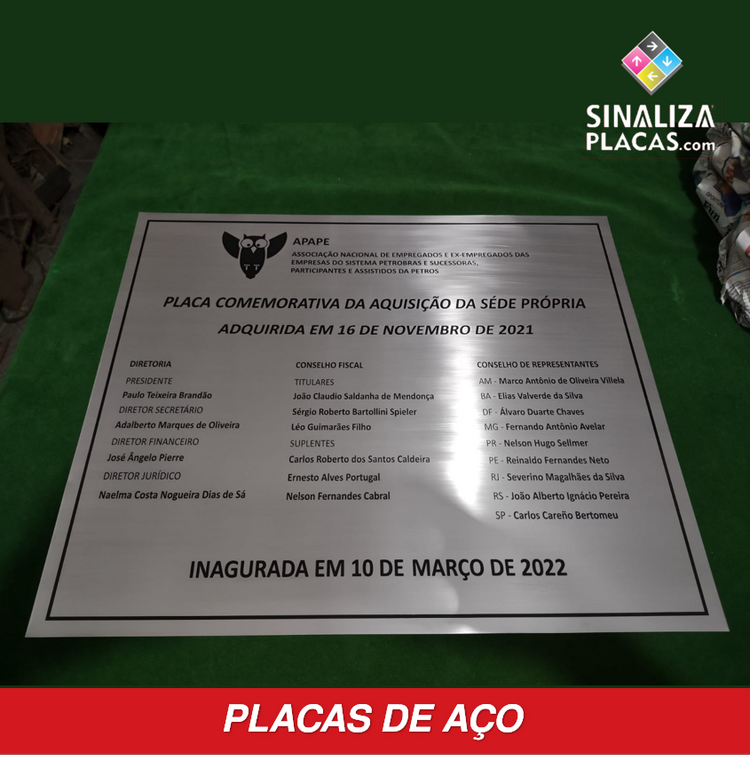 SINALIZA
PLACAS.com
APAPE
ASSOCIAÇÃO NACIONAL DE EMPREGADOS E EX-EMPREGADOS DAS
EMPRESAS DO SISTEMA PETROBRAS E SUCESSORAS,
PARTICIPANTES E ASSISTIDOS DA PETROS
PLACA COMEMORATIVA DA AQUISIÇÃO DA SÉDE PRÓPRIA
ADQUIRIDA EM 16 DE NOVEMBRO DE 2021
DIRETORIA
PRESIDENTE
Paulo Teixeira Brandão
DIRETOR SECRETÁRIO
Adalberto Marques de Oliveira
DIRETOR FINANCEIRO
José Ângelo Pierre
DIRETOR JURÍDICO
Naelma Costa Nogueira Dias de Sá
CONSELHO FISCAL
TITULARES
João Claudio Saldanha de Mendonça
Sérgio Roberto Bartollini Spieler
Léo Guimarães Filho
SUPLENTES
Carlos Roberto dos Santos Caldeira
Ernesto Alves Portugal
Nelson Fernandes Cabral
CONSELHO DE REPRESENTANTES
AM - Marco Antônio de Oliveira Villela
BA - Elias Valverde da Silva
DF - Álvaro Duarte Chaves
MG - Fernando Antônio Avelar
PR - Nelson Hugo Sellmer
PE - Reinaldo Fernandes Neto
RJ - Severino Magalhães da Silva
RS - João Alberto Ignácio Pereira
SP - Carlos Careño Bertomeu
INAGURADA EM 10 DE MARÇO DE 2022
PLACAS DE AÇO